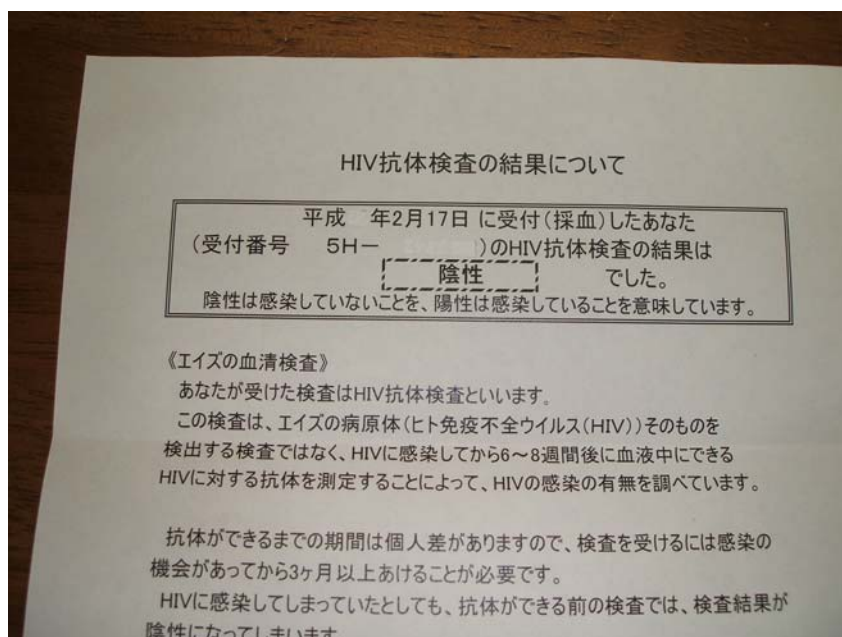 HIV抗体検査の結果について
平成　年2月17日 に受付(採血)したあなた
(受付番号　5H－　)のHIV抗体検査の結果は
陰性　でした。
陰性は感染していないことを、陽性は感染していることを意味しています。
《エイズの血清検査》
あなたが受けた検査はHIV抗体検査といいます。
この検査は、エイズの病原体(ヒト免疫不全ウイルス(HIV))そのものを
検出する検査ではなく、HIVに感染してから6～8週間後に血液中にできる
HIVに対する抗体を測定することによって、HIVの感染の有無を調べています。
抗体ができるまでの期間は個人差がありますので、検査を受けるには感染の
機会があってから3ヶ月以上あけることが必要です。
HIVに感染してしまっていたとしても、抗体ができる前の検査では、検査結果が
陰性になってしまいます